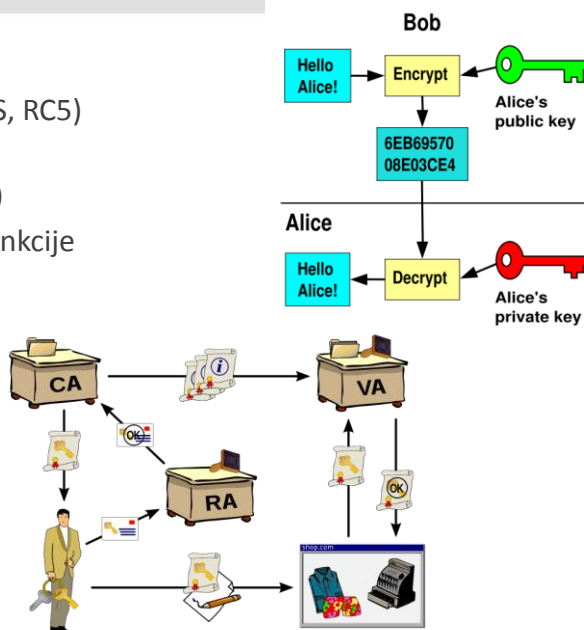 S, RC5)
)
nkcije
Bob
Hello
Alice!
Encrypt
Alice's
public key
6EB69570
08E03CE4
Alice
Hello
Alice!
Decrypt
Alice's
private key
CA
i
VA
OK
RA
OK
shop.com